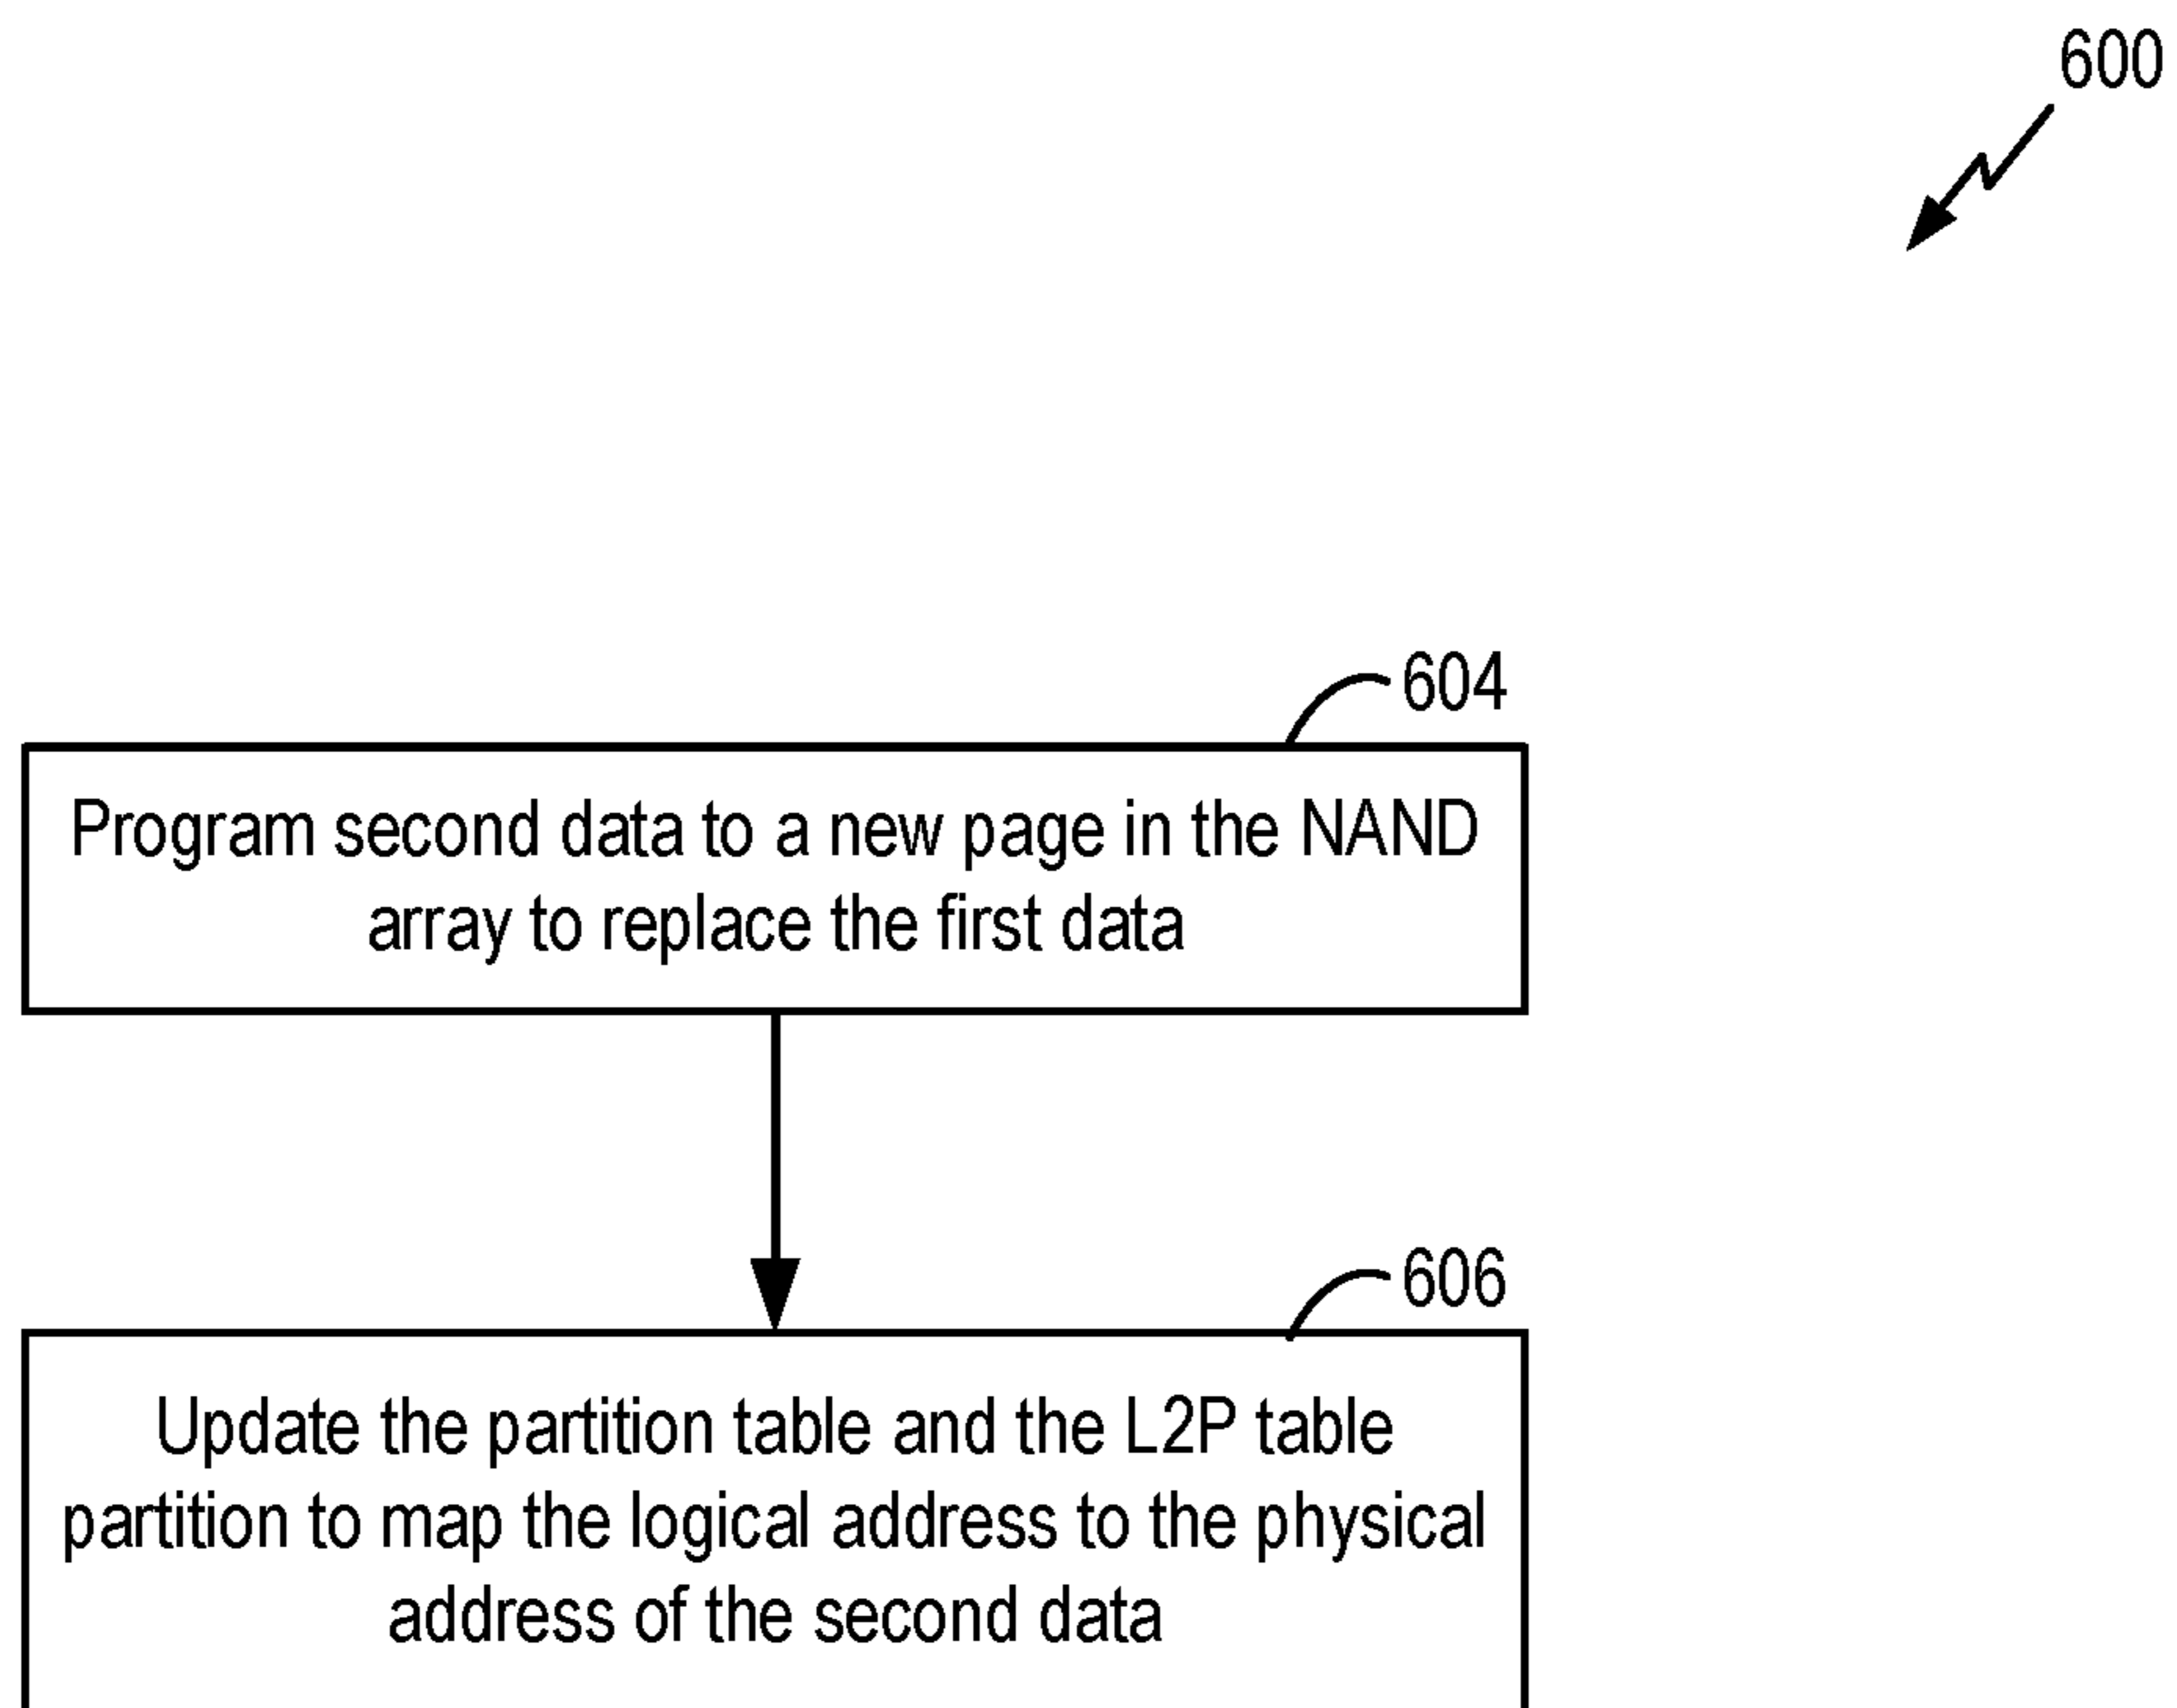 600
604
Program second data to a new page in the NAND
array to replace the first data
606
Update the partition table and the L2P table
partition to map the logical address to the physical
address of the second data